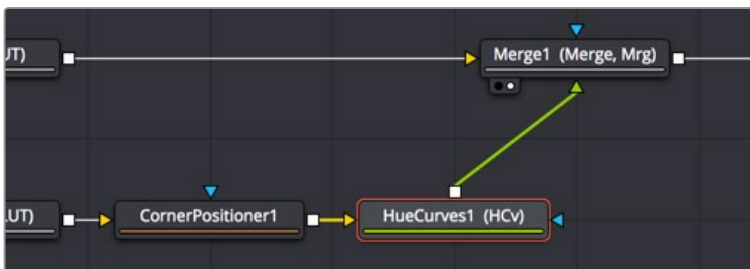 UT)
Merge1 (Merge, Mrg)
.UT)
CornerPositioner1
HueCurves1 (HCv)